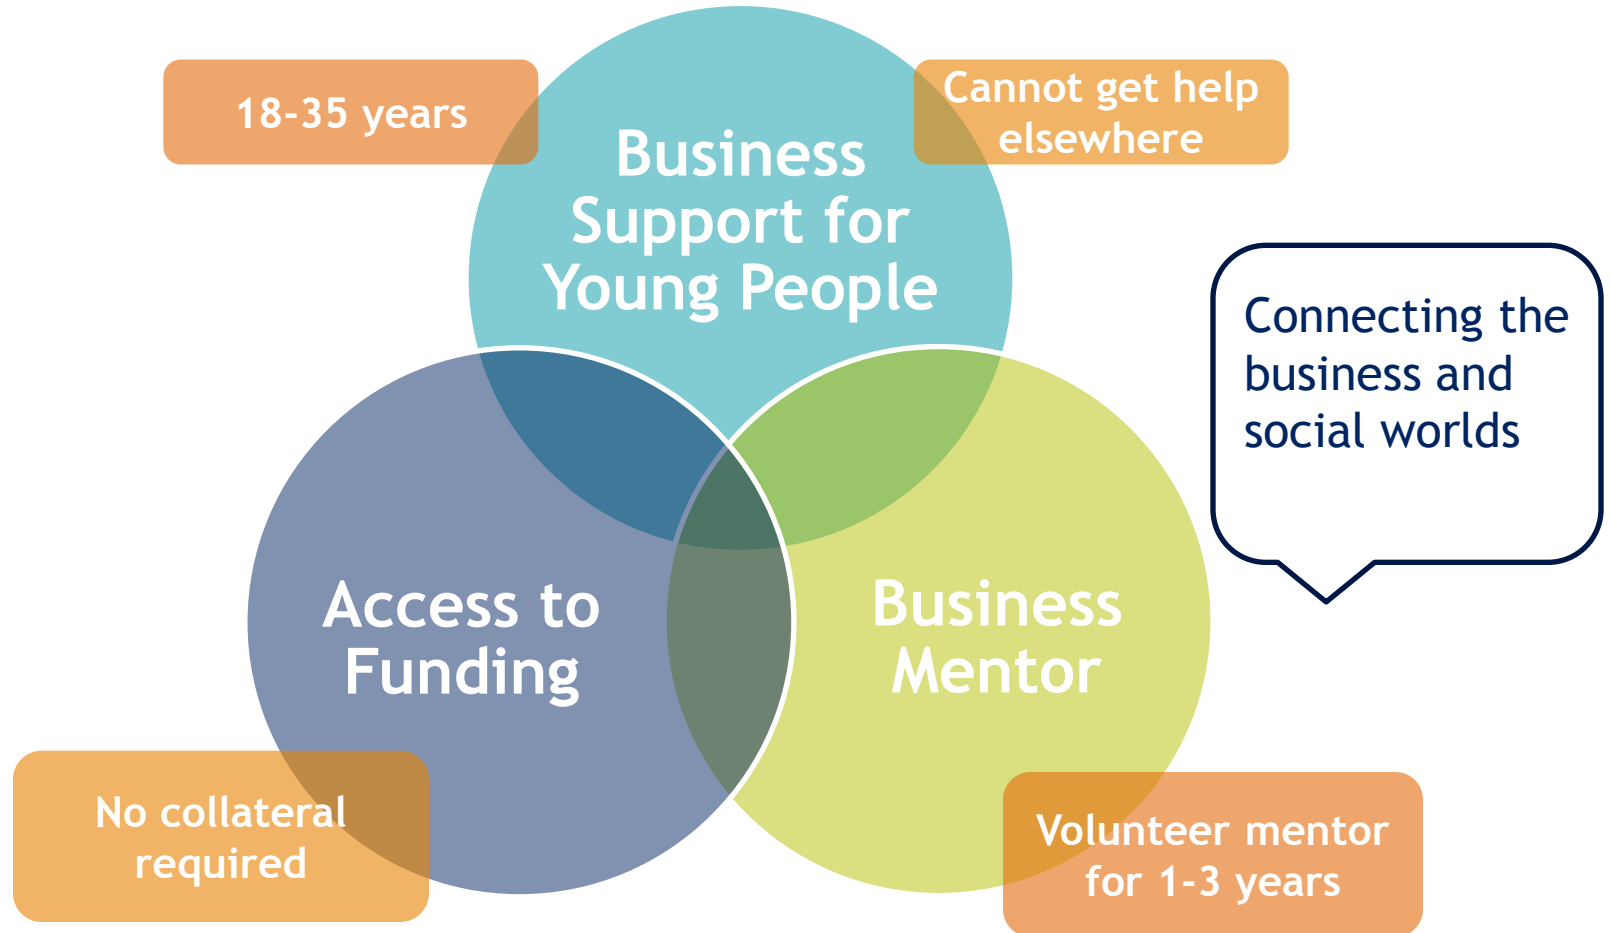 18-35 years
Cannot get help
elsewhere
Business
Support for
Young People
Connecting the
business and
social worlds
Access to
Funding
Business
Mentor
No collateral
required
Volunteer mentor
for 1-3 years